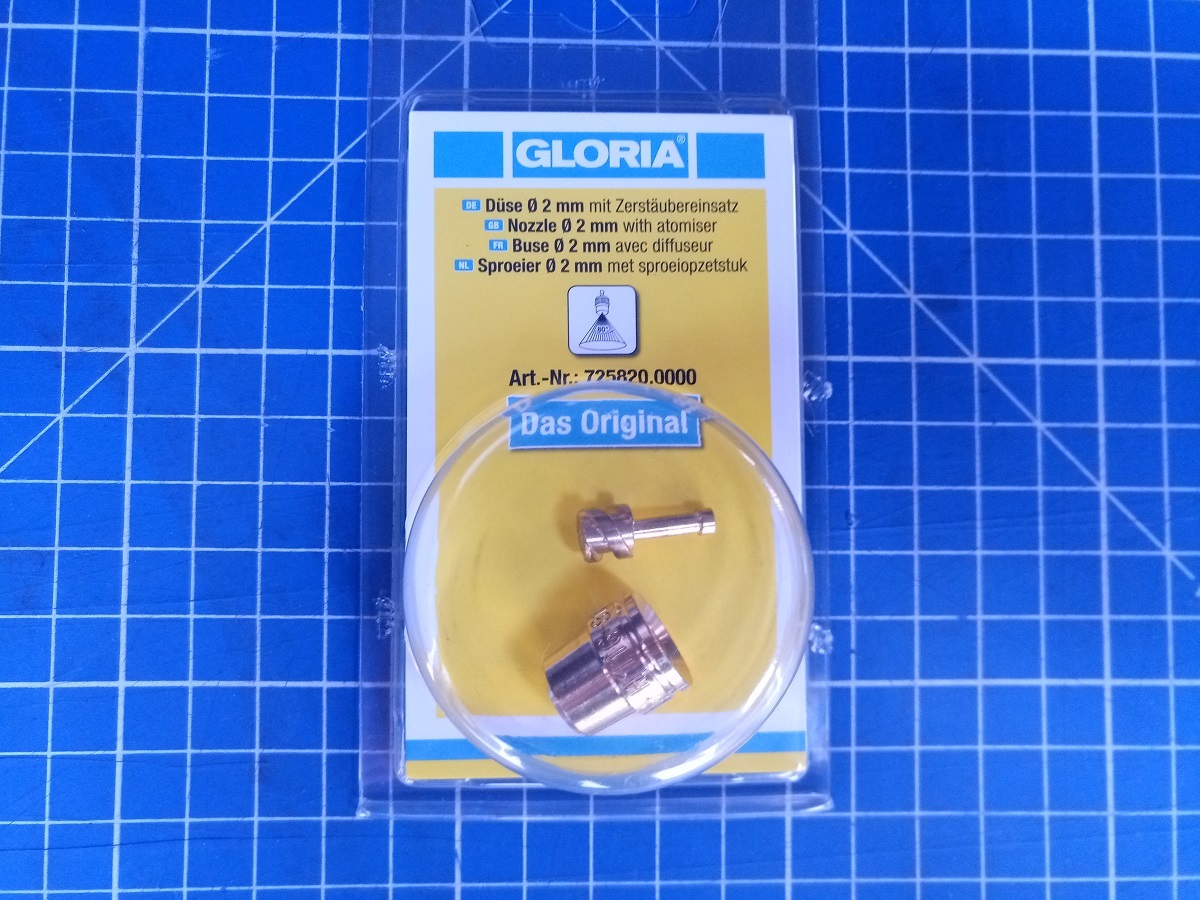 GLORIA®
DE Düse Ø 2 mm mit Zerstäubereinsatz
GB Nozzle Ø 2 mm with atomiser
FR Buse Ø 2 mm avec diffuseur
NL Sproeier Ø 2 mm met sproeiopzetstuk
80°
Art.-Nr.: 725820.0000
Das Original